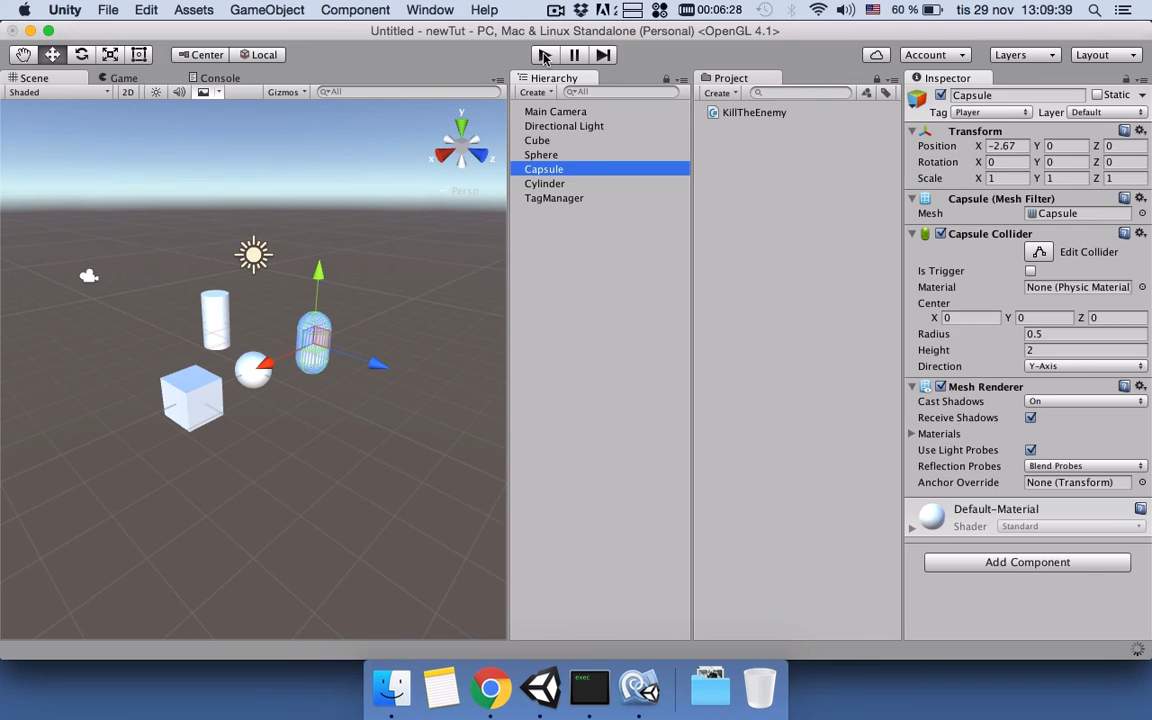 Unity File Edit Assets GameObject Component Window Help 00:06:28 60 % tis 29 nov 13:09:39
Untitled - newTut - PC, Mac & Linux Standalone (Personal) <OpenGL 4.1>
Center Local Account Layers Layout
Scene Game Console Hierarchy Project Inspector
Shaded 2D Gizmos All Create All Create
Capsule Static
Tag Player Layer Default
Main Camera
Directional Light
Cube
Sphere
Capsule
Cylinder
TagManager
KillTheEnemy
y
x
z
Persp
Transform
Position X -2.67 Y 0 Z 0
Rotation X 0 Y 0 Z 0
Scale X 1 Y 1 Z 1
Capsule (Mesh Filter)
Mesh Capsule
Capsule Collider
Edit Collider
Is Trigger
Material None (Physic Material
Center
X 0 Y 0 Z 0
Radius 0.5
Height 2
Direction Y-Axis
Mesh Renderer
Cast Shadows On
Receive Shadows
Materials
Use Light Probes
Reflection Probes Blend Probes
Anchor Override None (Transform)
Default-Material
Shader Standard
Add Component
exec